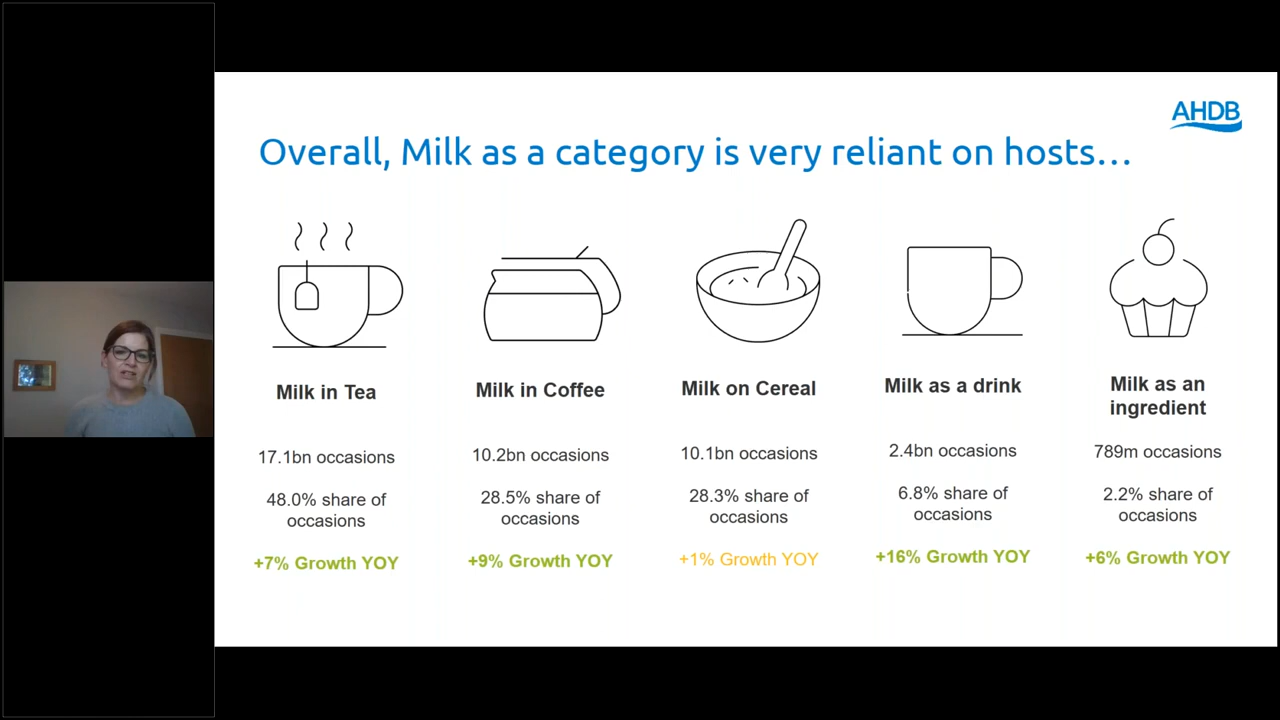 AHDB
Overall, Milk as a category is very reliant on hosts…
Milk in Tea
17.1bn occasions
48.0% share of
occasions
+7% Growth YOY
Milk in Coffee
10.2bn occasions
28.5% share of
occasions
+9% Growth YOY
Milk on Cereal
10.1bn occasions
28.3% share of
occasions
+1% Growth YOY
Milk as a drink
2.4bn occasions
6.8% share of
occasions
+16% Growth YOY
Milk as an
ingredient
789m occasions
2.2% share of
occasions
+6% Growth YOY